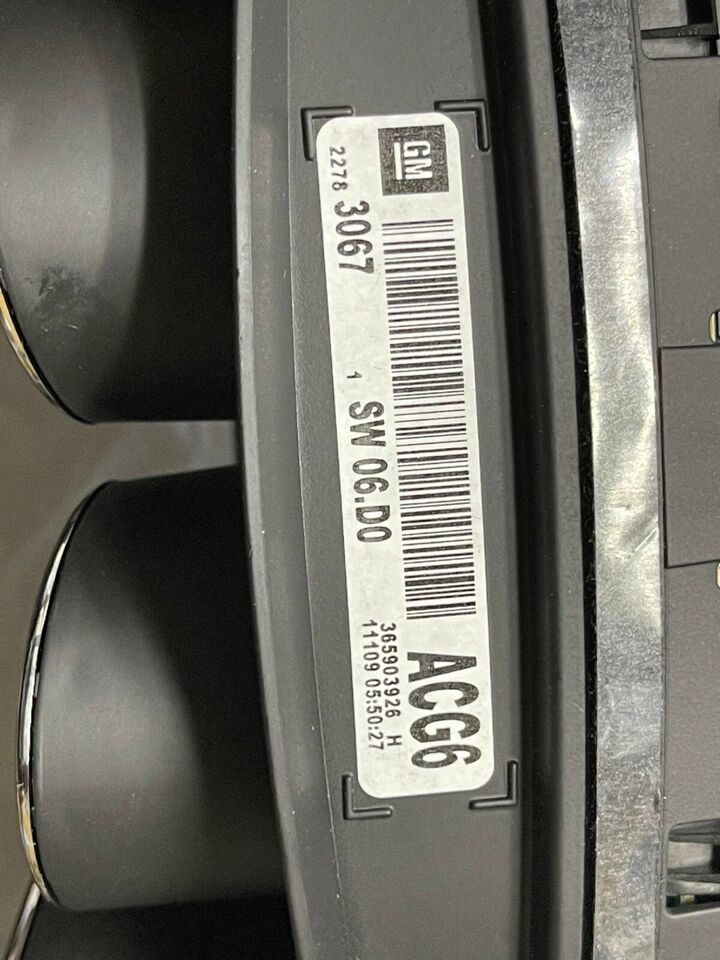 GM
ACG6
2278 3067
1 SW 06.D0
365903926 H
11109 05:50:27